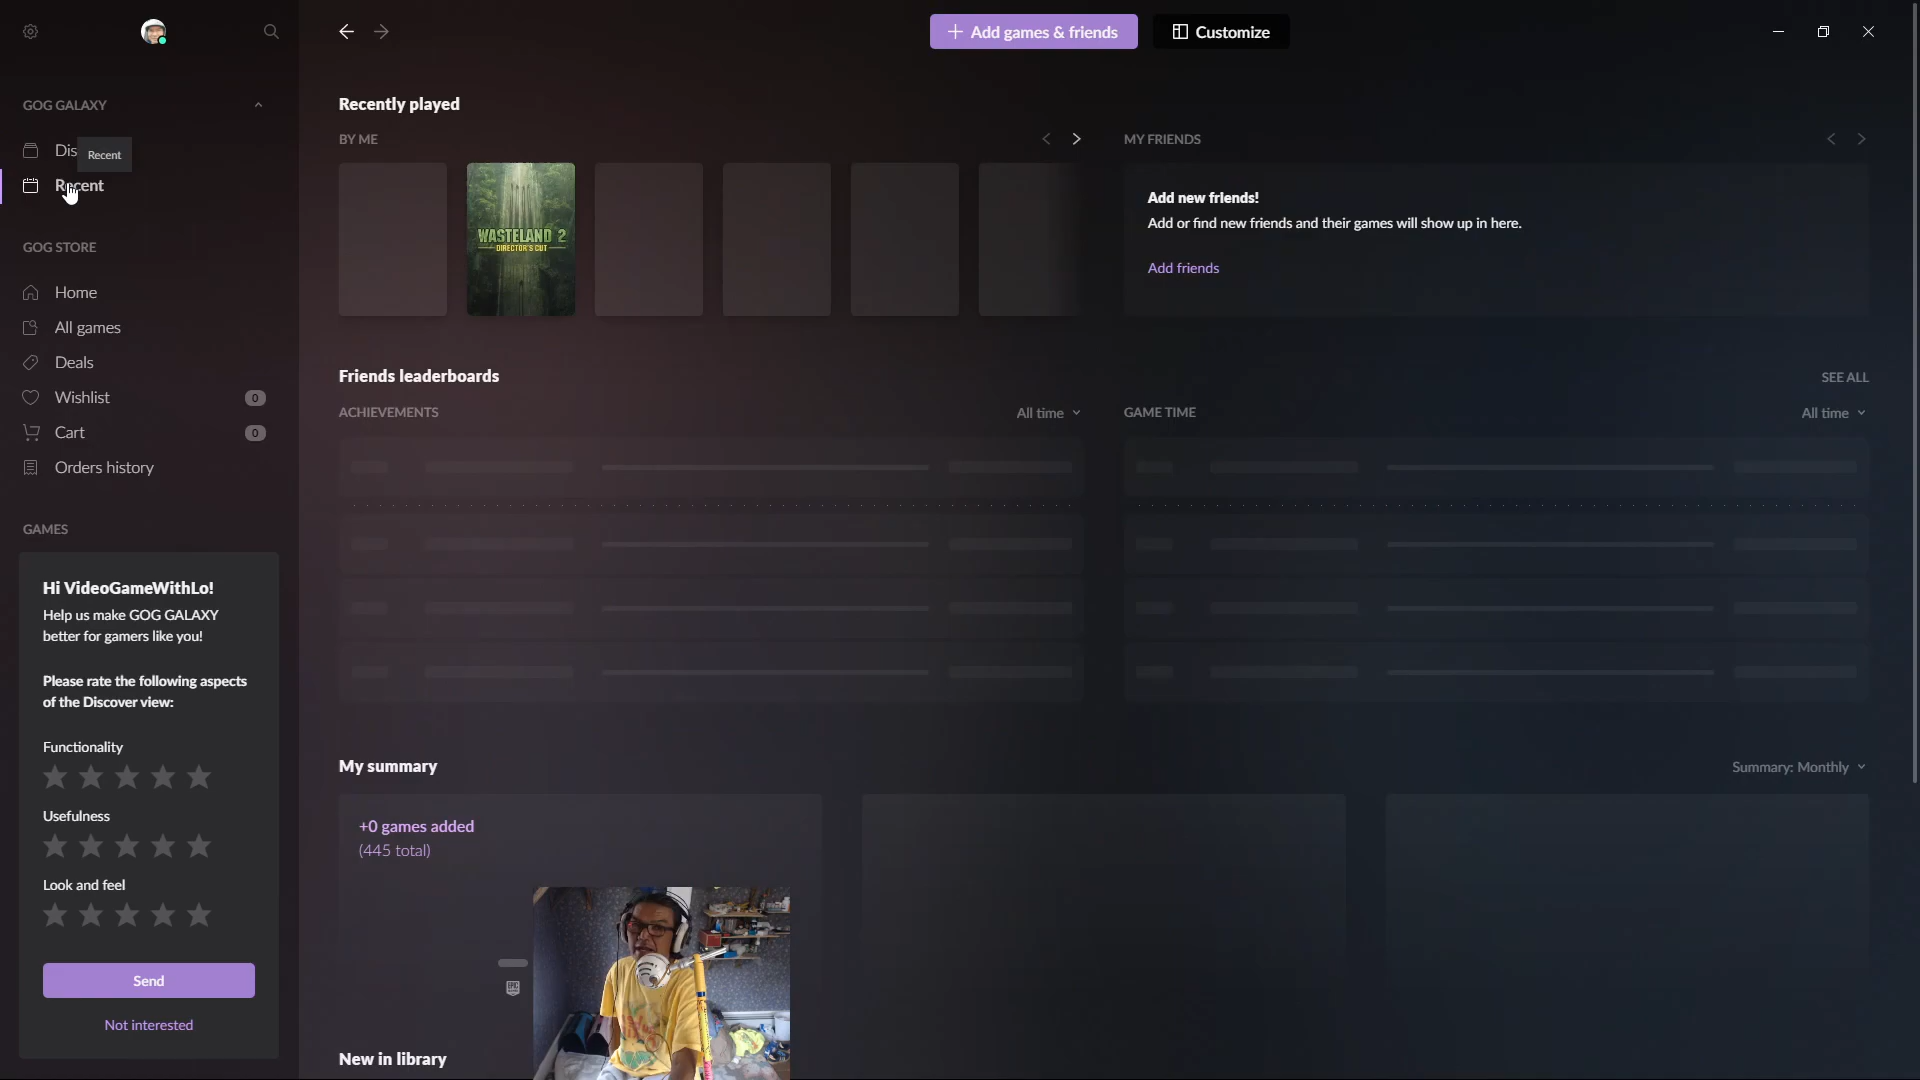 GOG GALAXY
Dis
Recent
Recent
GOG STORE
Home
All games
Deals
Wishlist 0
Cart 0
Orders history
GAMES
Hi VideoGameWithLo!
Help us make GOG GALAXY
better for gamers like you!
Please rate the following aspects
of the Discover view:
Functionality
Usefulness
Look and feel
Send
Not interested
+ Add games & friends
Customize
Recently played
BY ME
WASTELAND 2
DIRECTOR'S CUT
MY FRIENDS
Add new friends!
Add or find new friends and their games will show up in here.
Add friends
Friends leaderboards
SEE ALL
ACHIEVEMENTS
All time
GAME TIME
All time
My summary
Summary: Monthly
+0 games added
(445 total)
New in library